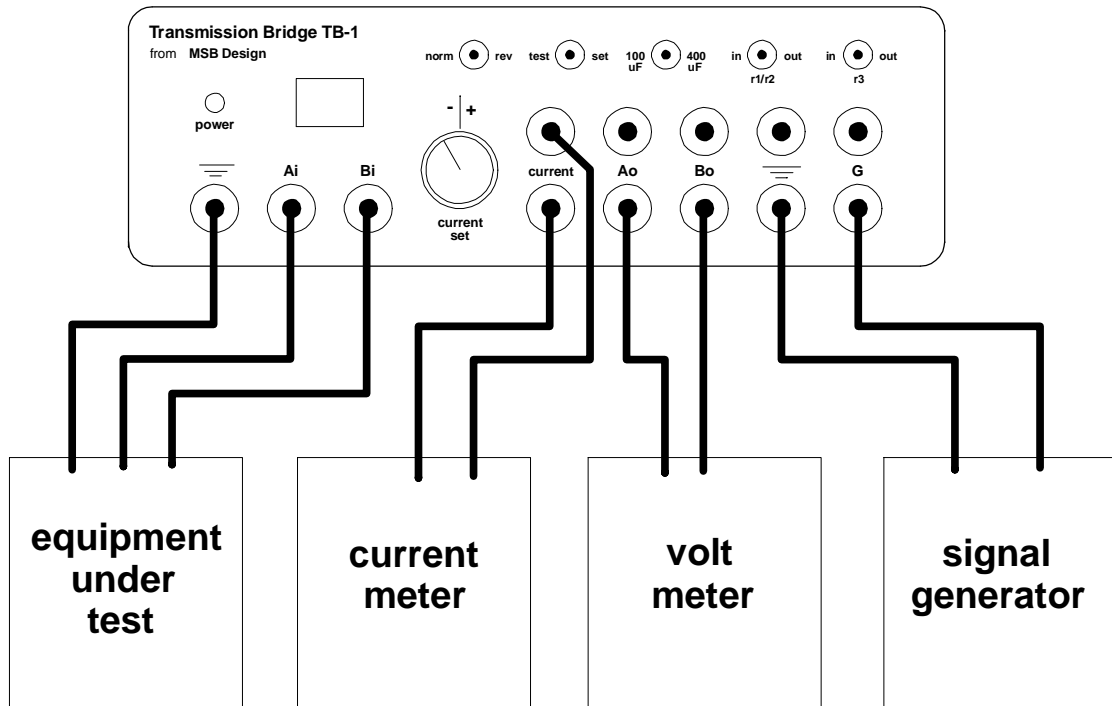 Transmission Bridge TB-1
from MSB Design
norm rev test set 100 uF 400 uF in out in out
r1/r2 r3
- +
power
Ai Bi current Ao Bo G
current
set
equipment
under
test
current
meter
volt
meter
signal
generator